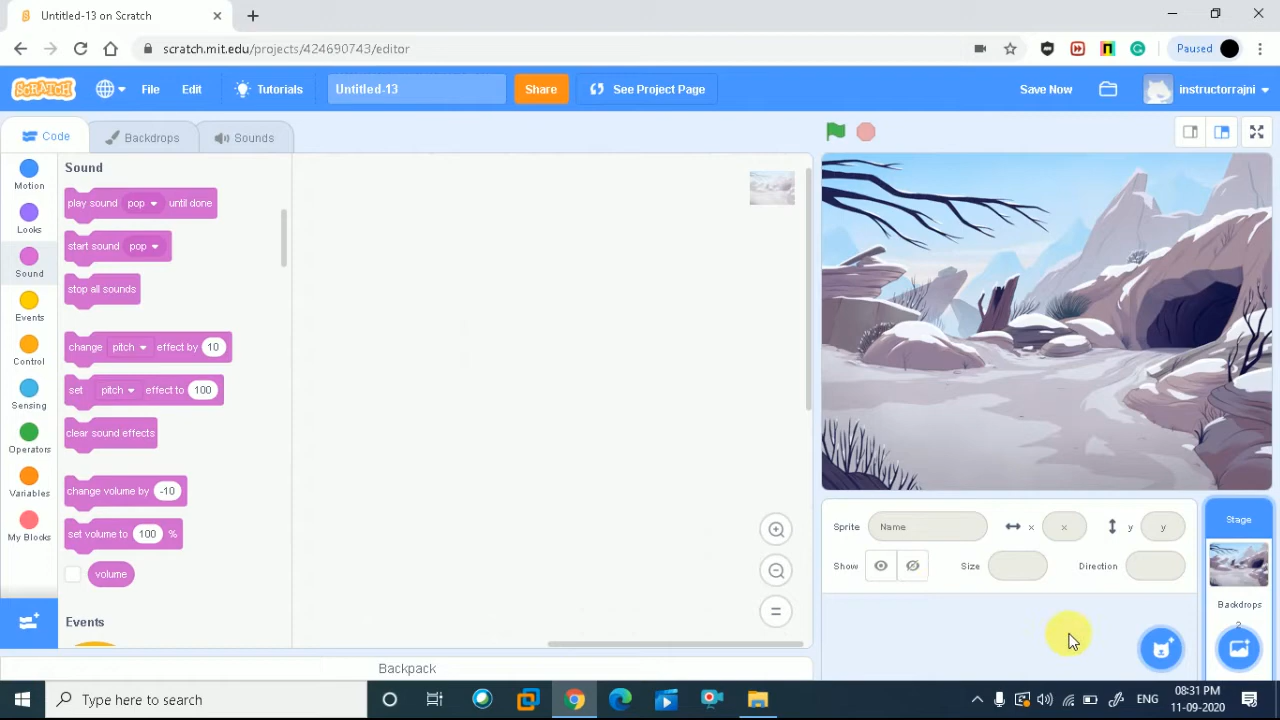 Untitled-13 on Scratch
scratch.mit.edu/projects/424690743/editor
Paused
SCRATCH
File
Edit
Tutorials
Untitled-13
Share
See Project Page
Save Now
instructorrajni
Code
Backdrops
Sounds
Motion
Looks
Sound
Events
Control
Sensing
Operators
Variables
My Blocks
Sound
play sound pop until done
start sound pop
stop all sounds
change pitch effect by 10
set pitch effect to 100
clear sound effects
change volume by -10
set volume to 100 %
volume
Events
Backpack
Sprite Name x x y y
Show Size Direction
Stage
Backdrops
2
Type here to search
ENG
08:31 PM
11-09-2020